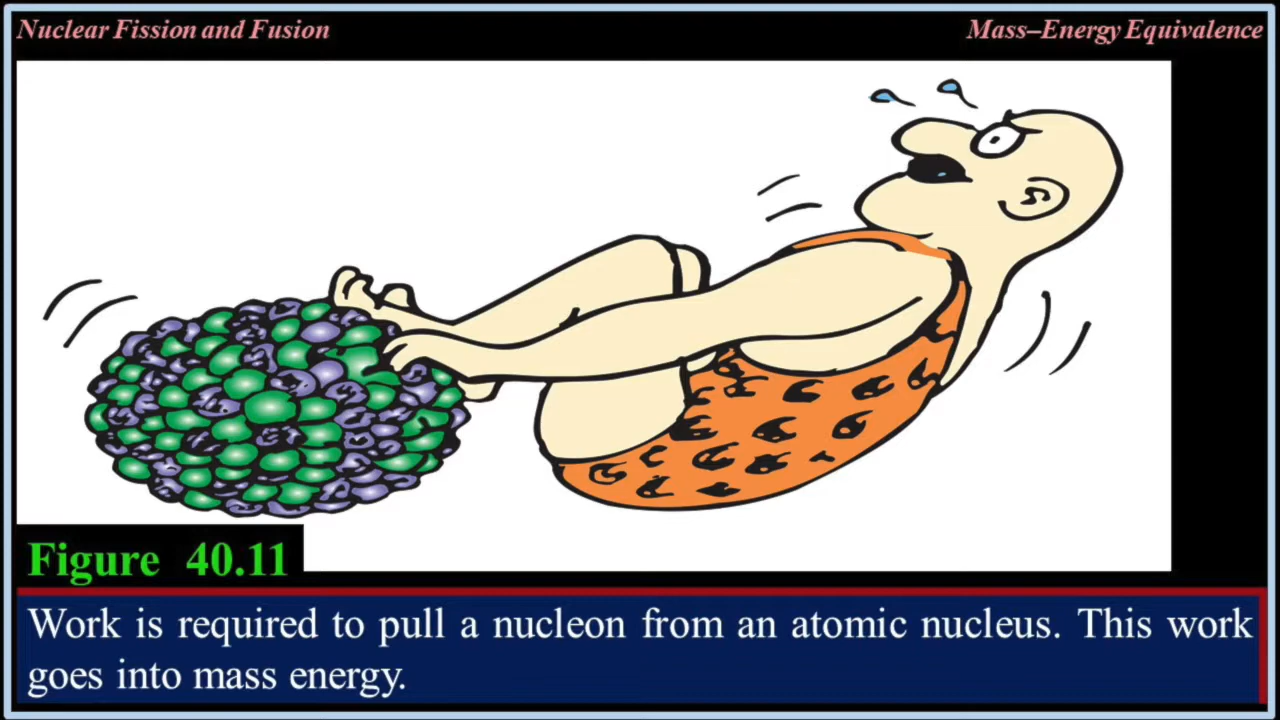 Nuclear Fission and Fusion
Mass–Energy Equivalence
Figure 40.11
Work is required to pull a nucleon from an atomic nucleus. This work
goes into mass energy.